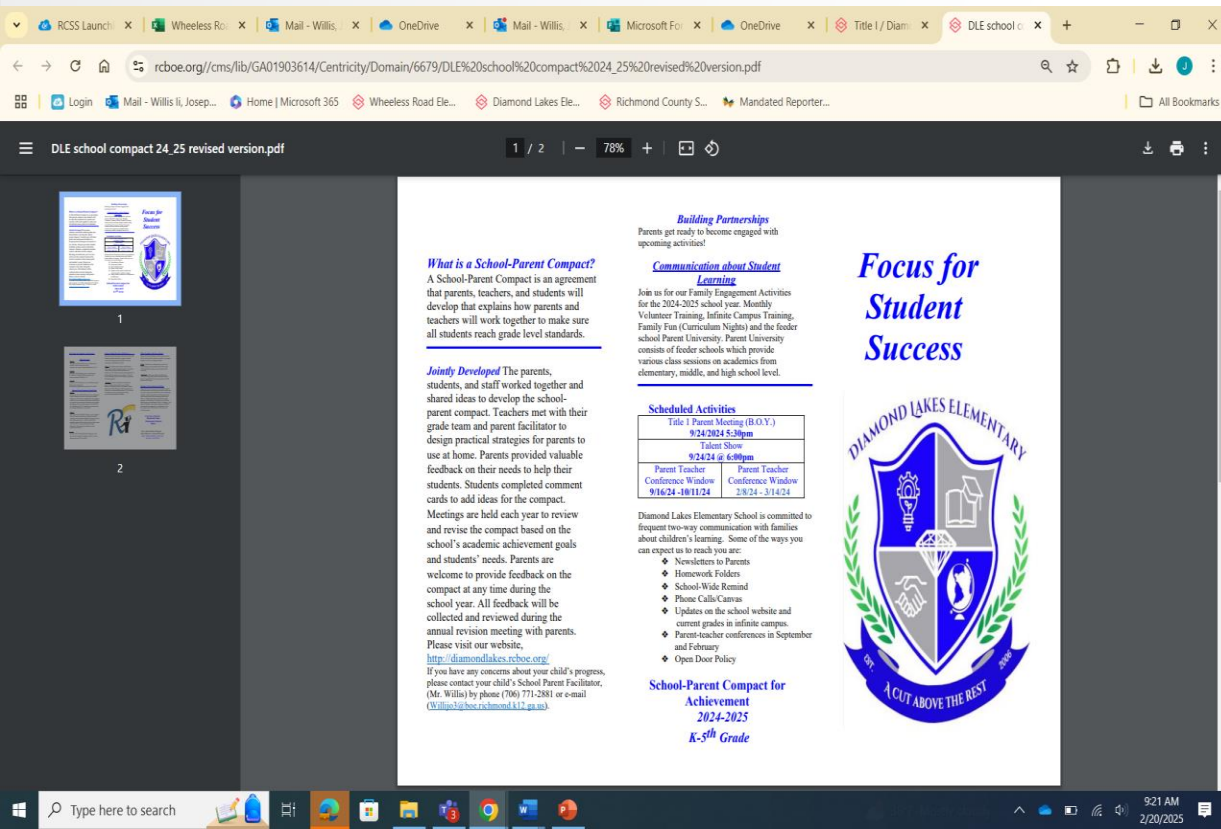 RCSS Launch
Wheeless Ro
Mail - Willis,
OneDrive
Mail - Willis,
Microsoft For
OneDrive
Title I / Diam
DLE school c
rcboe.org//cms/lib/GA01903614/Centricity/Domain/6679/DLE%20school%20compact%2024_25%20revised%20version.pdf
Login
Mail - Willis Ii, Josep...
Home | Microsoft 365
Wheeless Road Ele...
Diamond Lakes Ele...
Richmond County S...
Mandated Reporter...
All Bookmarks
DLE school compact 24_25 revised version.pdf
1 / 2
78%
1
2
What is a School-Parent Compact?
A School-Parent Compact is an agreement
that parents, teachers, and students will
develop that explains how parents and
teachers will work together to make sure
all students reach grade level standards.
Jointly Developed The parents,
students, and staff worked together and
shared ideas to develop the school-
parent compact. Teachers met with their
grade team and parent facilitator to
design practical strategies for parents to
use at home. Parents provided valuable
feedback on their needs to help their
students. Students completed comment
cards to add ideas for the compact.
Meetings are held each year to review
and revise the compact based on the
school's academic achievement goals
and students' needs. Parents are
welcome to provide feedback on the
compact at any time during the
school year. All feedback will be
collected and reviewed during the
annual revision meeting with parents.
Please visit our website,
http://diamondlakes.rcboe.org/
If you have any concerns about your child's progress,
please contact your child's School Parent Facilitator,
(Mr. Willis) by phone (706) 771-2881 or e-mail
(Willijo3@boe.richmond.k12.ga.us).
Building Partnerships
Parents get ready to become engaged with
upcoming activities!
Communication about Student
Learning
Join us for our Family Engagement Activities
for the 2024-2025 school year. Monthly
Volunteer Training, Infinite Campus Training,
Family Fun (Curriculum Nights) and the feeder
school Parent University. Parent University
consists of feeder schools which provide
various class sessions on academics from
elementary, middle, and high school level.
Scheduled Activities
Title 1 Parent Meeting (B.O.Y.)
9/24/2024 5:30pm
Talent Show
9/24/24 @ 6:00pm
Parent Teacher
Conference Window
9/16/24 -10/11/24
Parent Teacher
Conference Window
2/8/24 - 3/14/24
Diamond Lakes Elementary School is committed to
frequent two-way communication with families
about children's learning. Some of the ways you
can expect us to reach you are:
❖ Newsletters to Parents
❖ Homework Folders
❖ School-Wide Remind
❖ Phone Calls/Canvas
❖ Updates on the school website and
current grades in infinite campus.
❖ Parent-teacher conferences in September
and February
❖ Open Door Policy
School-Parent Compact for
Achievement
2024-2025
K-5th Grade
Focus for
Student
Success
DIAMOND LAKES ELEMENTARY
EST. 2006
A CUT ABOVE THE REST
Type here to search
9:21 AM
2/20/2025